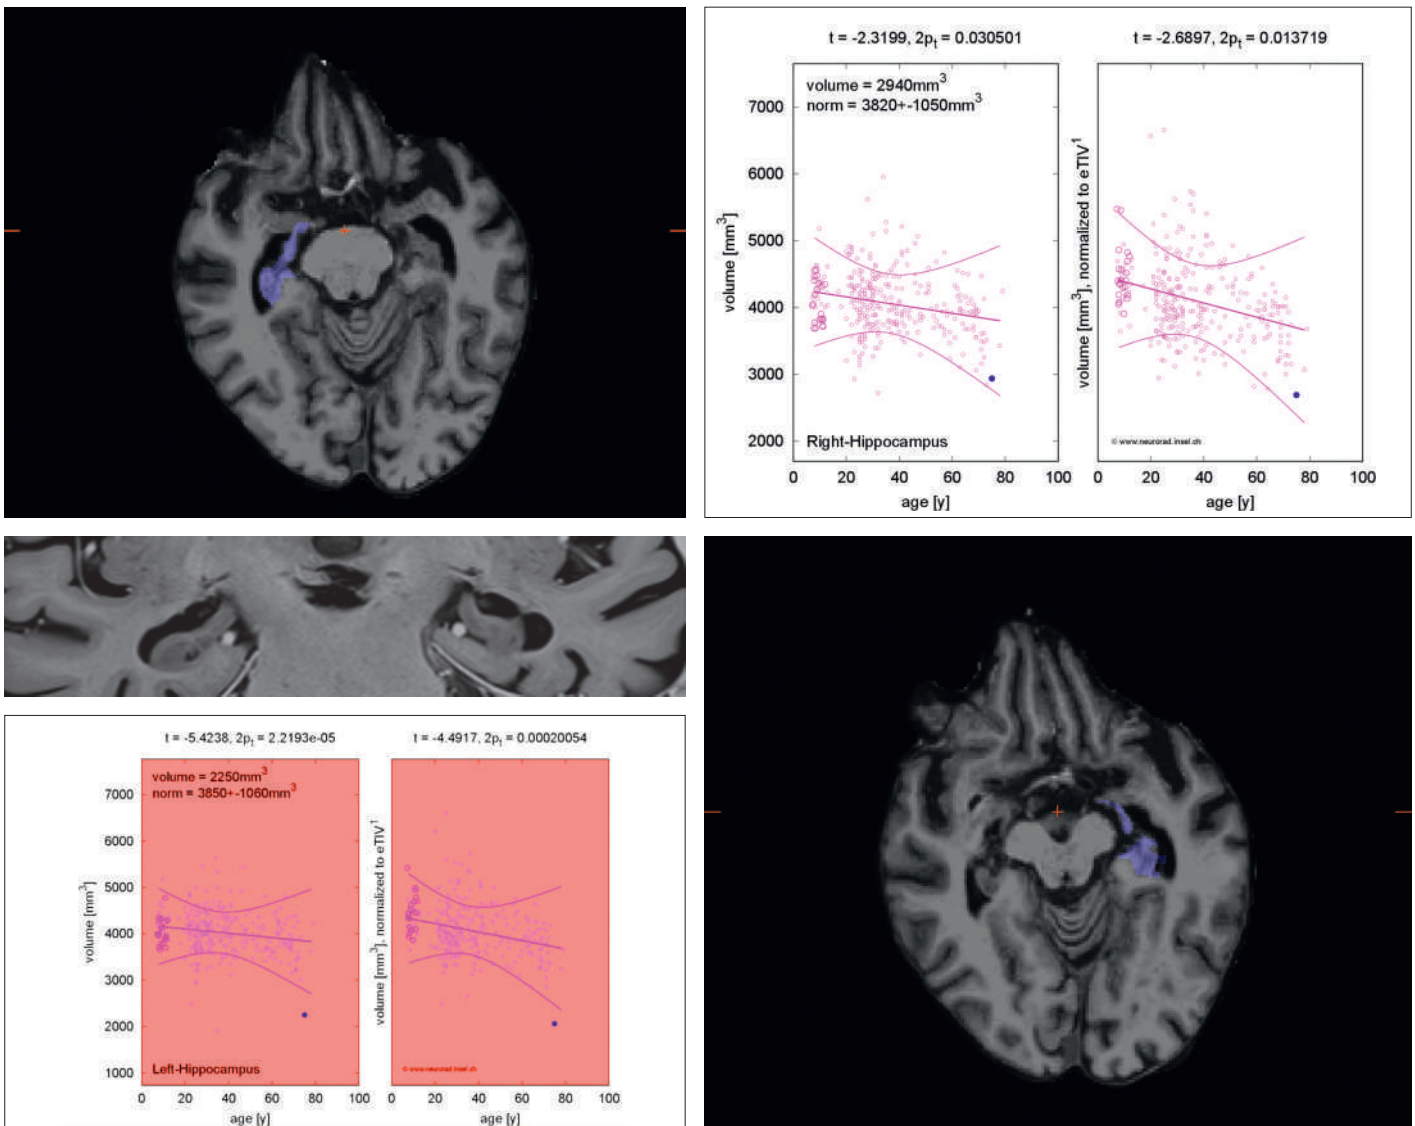 t = -2.3199, 2pt = 0.030501
t = -2.6897, 2pt = 0.013719
volume = 2940mm3
norm = 3820+-1050mm3
volume [mm3]
7000
6000
5000
4000
3000
2000
Right-Hippocampus
0 20 40 60 80 100
age [y]
volume [mm3], normalized to eTIV1
© www.neurorad.insel.ch
0 20 40 60 80 100
age [y]
t = -5.4238, 2pt = 2.2193e-05
t = -4.4917, 2pt = 0.00020054
volume = 2250mm3
norm = 3850+-1060mm3
volume [mm3]
7000
6000
5000
4000
3000
2000
1000
Left-Hippocampus
0 20 40 60 80 100
age [y]
volume [mm3], normalized to eTIV1
© www.neurorad.insel.ch
0 20 40 60 80 100
age [y]